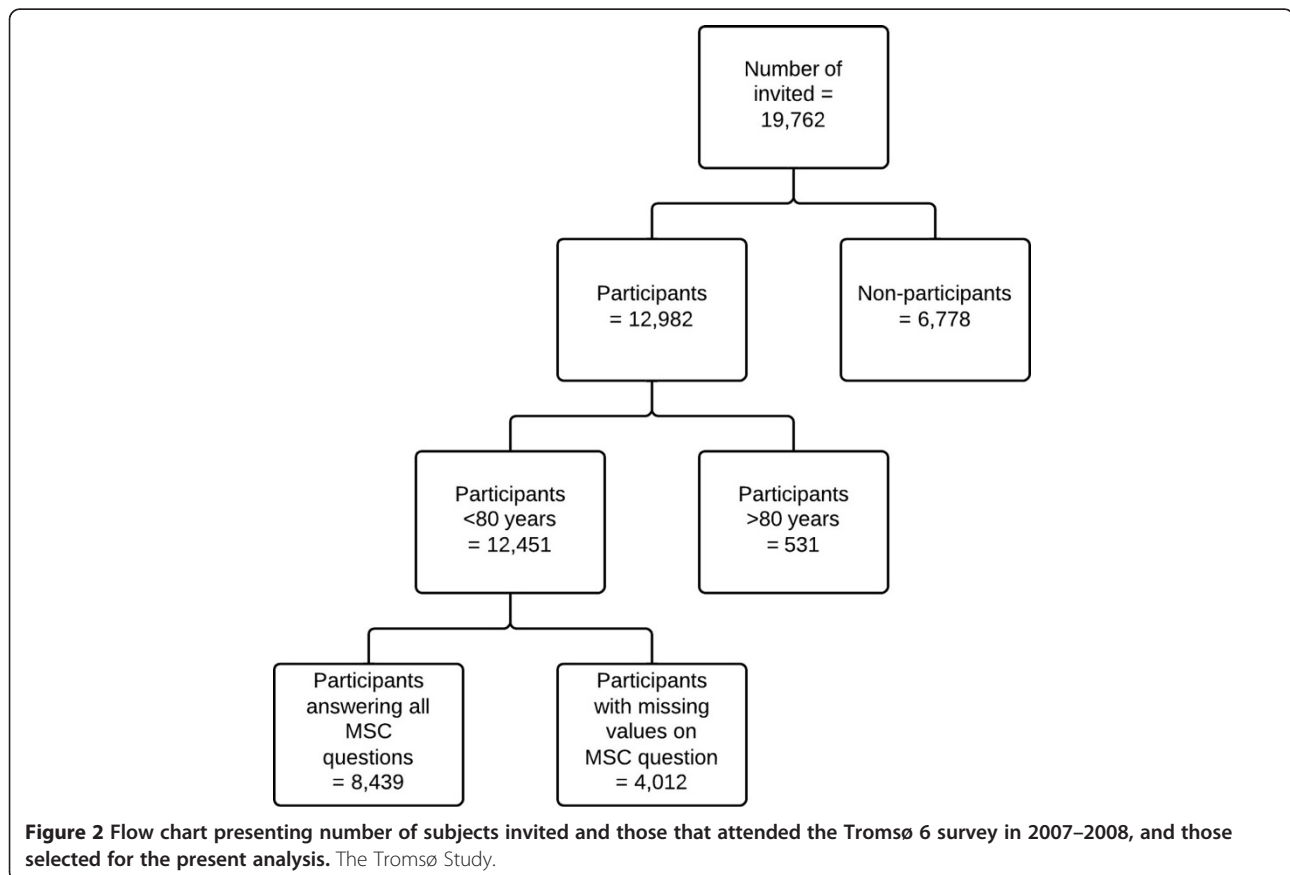 Number of
invited =
19,762
Participants
= 12,982
Non-participants
= 6,778
Participants
<80 years
= 12,451
Participants
>80 years
= 531
Participants
answering all
MSC
questions
= 8,439
Participants
with missing
values on
MSC question
= 4,012
Figure 2 Flow chart presenting number of subjects invited and those that attended the Tromsø 6 survey in 2007–2008, and those
selected for the present analysis. The Tromsø Study.